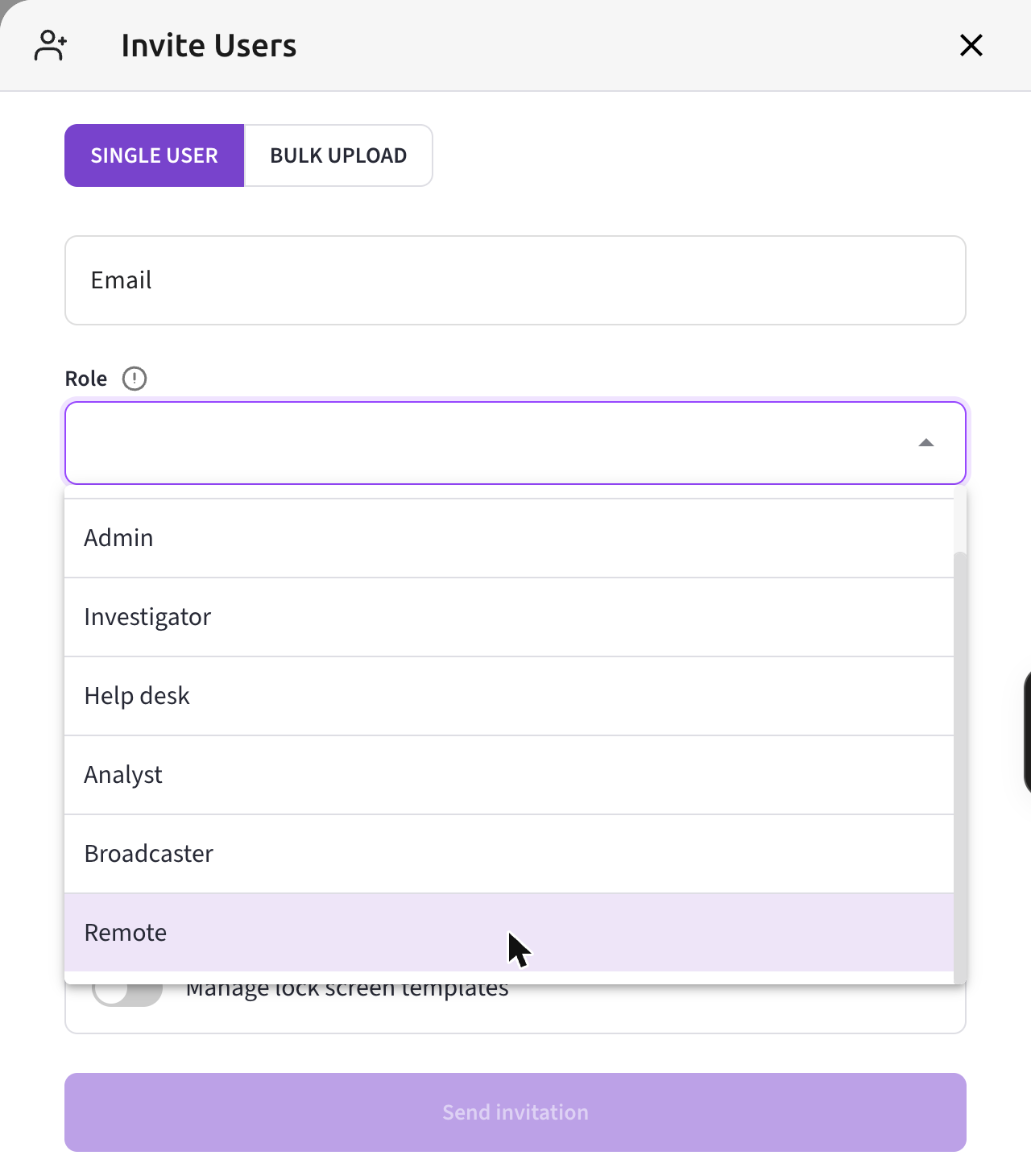 Invite Users
SINGLE USER
BULK UPLOAD
Email
Role
Admin
Investigator
Help desk
Analyst
Broadcaster
Remote
Manage lock screen templates
Send invitation